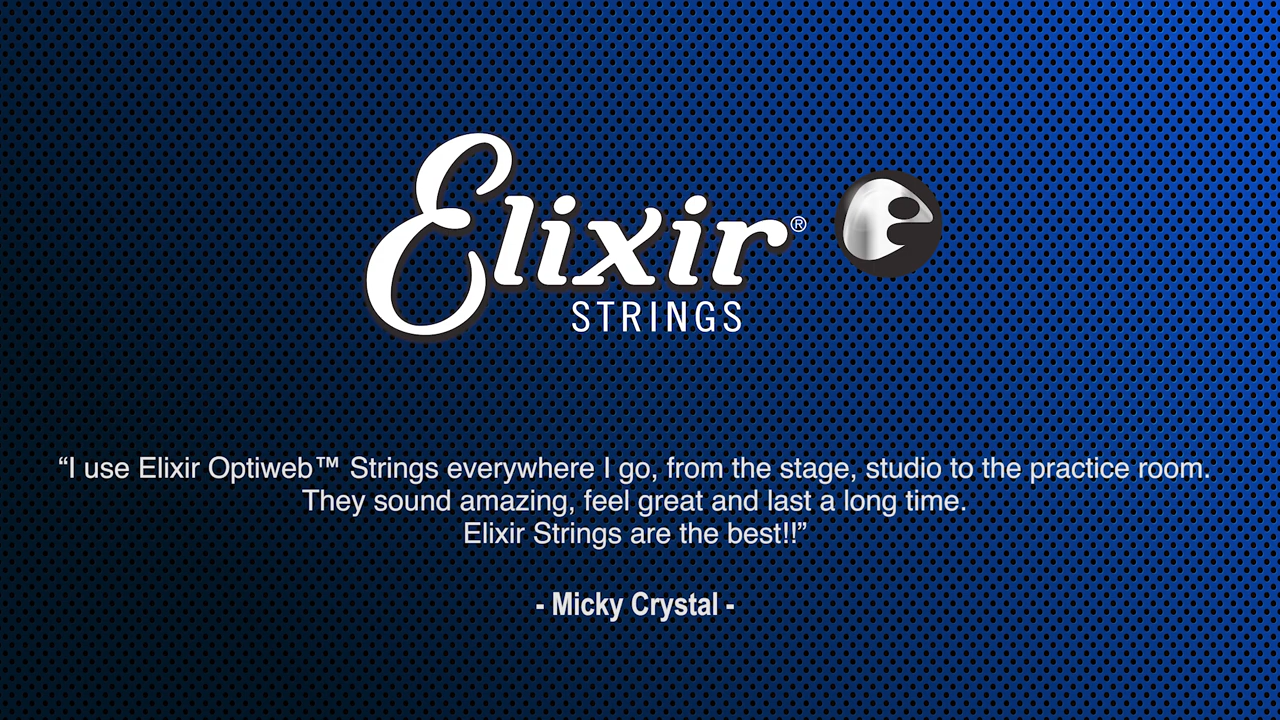 Elixir®
STRINGS
“I use Elixir Optiweb™ Strings everywhere I go, from the stage, studio to the practice room.
They sound amazing, feel great and last a long time.
Elixir Strings are the best!!”
- Micky Crystal -